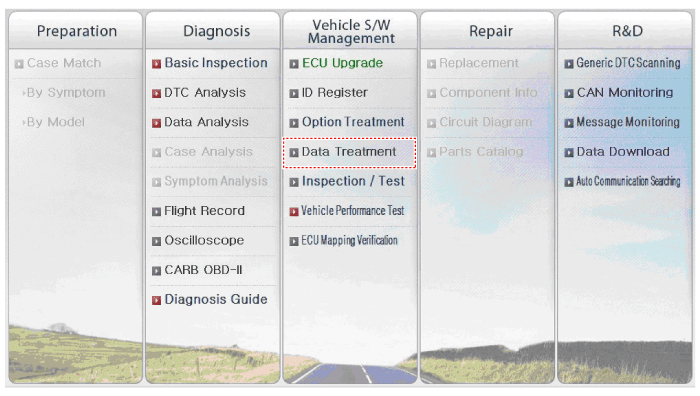 Preparation
Case Match
By Symptom
By Model
Diagnosis
Basic Inspection
DTC Analysis
Data Analysis
Case Analysis
Symptom Analysis
Flight Record
Oscilloscope
CARB OBD-II
Diagnosis Guide
Vehicle S/W
Management
ECU Upgrade
ID Register
Option Treatment
Data Treatment
Inspection / Test
Vehicle Performance Test
ECU Mapping Verification
Repair
Replacement
Component Info
Circuit Diagram
Parts Catalog
R&D
Generic DTC Scanning
CAN Monitoring
Message Monitoring
Data Download
Auto Communication Searching